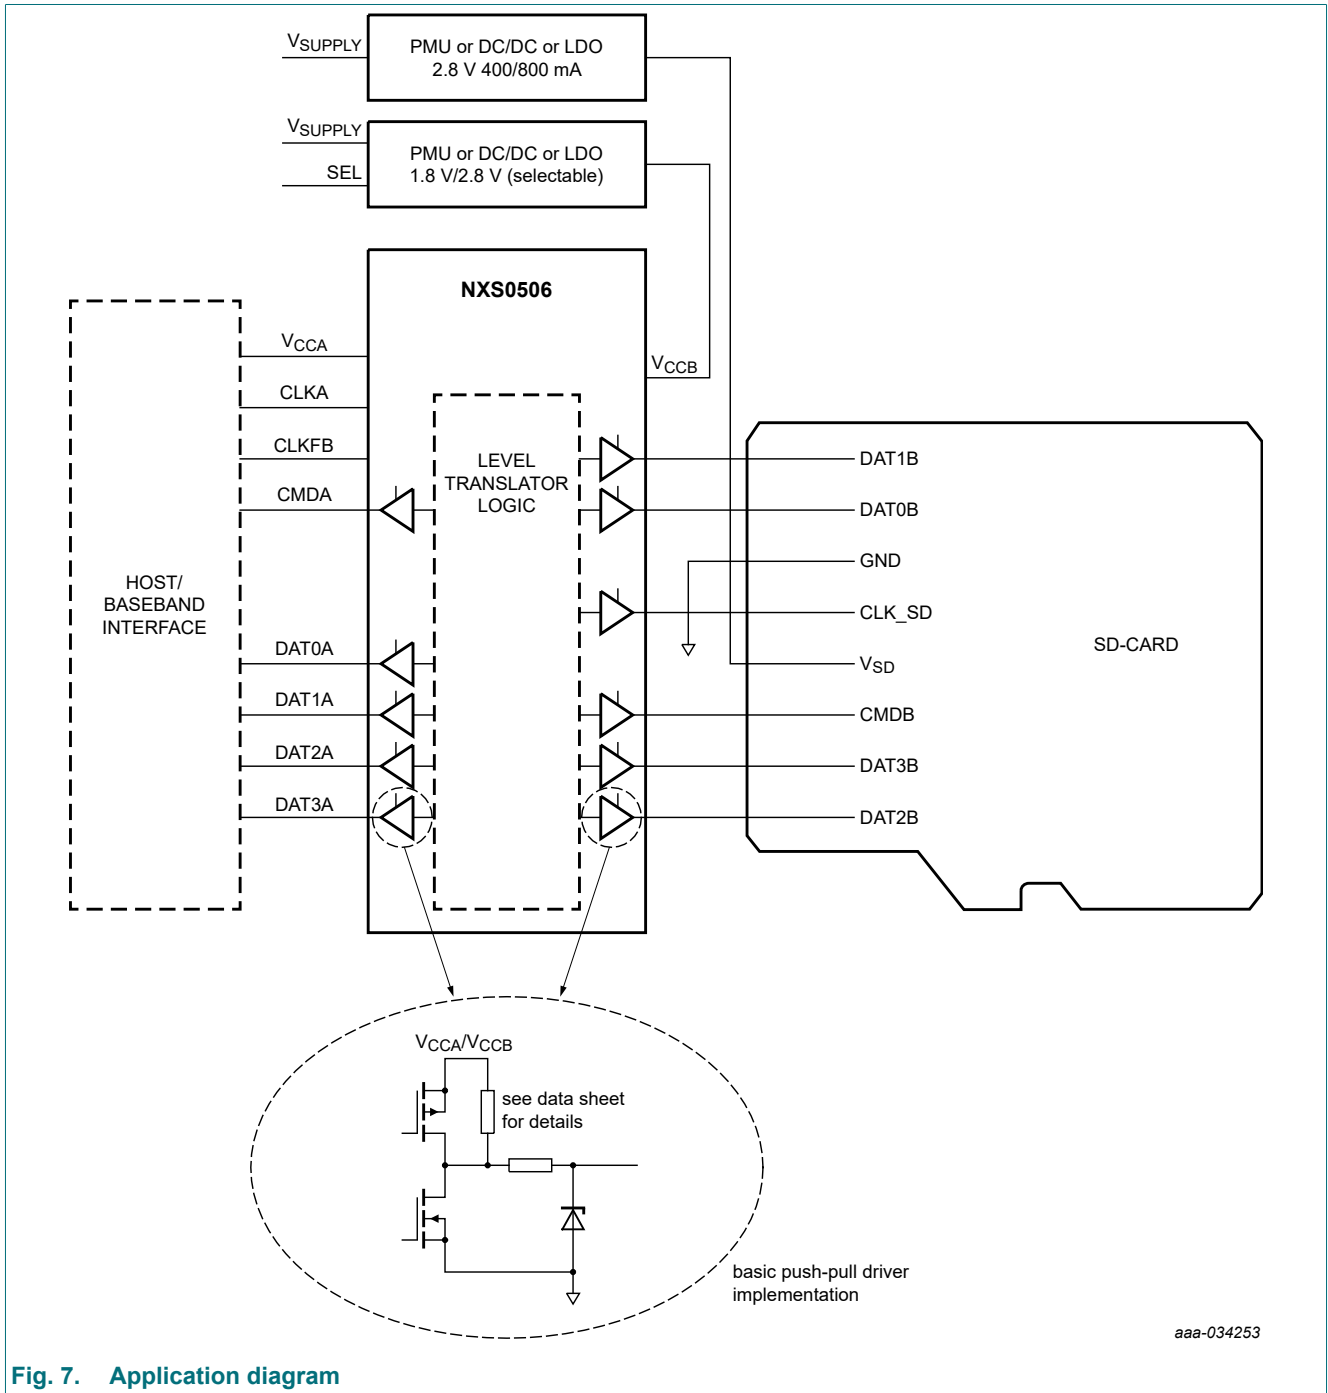 VSUPPLY
PMU or DC/DC or LDO
2.8 V 400/800 mA
VSUPPLY
SEL
PMU or DC/DC or LDO
1.8 V/2.8 V (selectable)
NXS0506
VCCA
CLKA
CLKFB
CMDA
HOST/
BASEBAND
INTERFACE
DAT0A
DAT1A
DAT2A
DAT3A
LEVEL
TRANSLATOR
LOGIC
VCCB
DAT1B
DAT0B
GND
CLK_SD
VSD
CMDB
DAT3B
DAT2B
SD-CARD
VCCA/VCCB
see data sheet
for details
basic push-pull driver
implementation
aaa-034253
Fig. 7. Application diagram